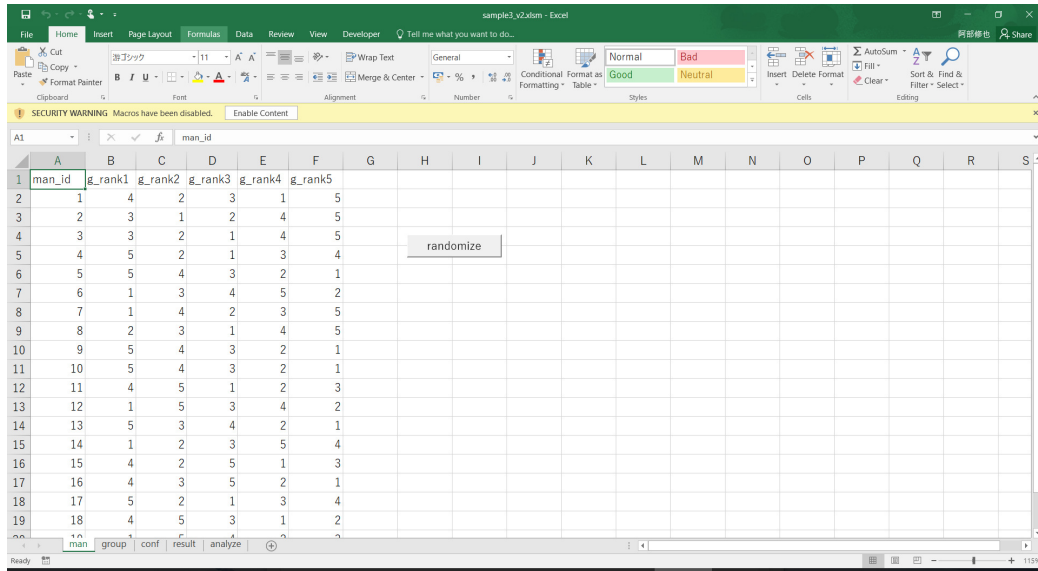 sample3_v2.xlsm - Excel
File Home Insert Page Layout Formulas Data Review View Developer Tell me what you want to do... 阿部修也 Share
Paste Cut Copy Format Painter Clipboard
游ゴシック 11 A A B I U A Font
Wrap Text Merge & Center Alignment
General % , Number
Conditional Formatting Format as Table Normal Bad Good Neutral Styles
Insert Delete Format Cells
AutoSum Fill Clear Sort & Filter Find & Select Editing
SECURITY WARNING Macros have been disabled. Enable Content
A1 fx man_id
A B C D E F G H I J K L M N O P Q R S
1 man_id g_rank1 g_rank2 g_rank3 g_rank4 g_rank5
2 1 4 2 3 1 5
3 2 3 1 2 4 5
4 3 3 2 1 4 5
randomize
5 4 5 2 1 3 4
6 5 5 4 3 2 1
7 6 1 3 4 5 2
8 7 1 4 2 3 5
9 8 2 3 1 4 5
10 9 5 4 3 2 1
11 10 5 4 3 2 1
12 11 4 5 1 2 3
13 12 1 5 3 4 2
14 13 5 3 4 2 1
15 14 1 2 3 5 4
16 15 4 2 5 1 3
17 16 4 3 5 2 1
18 17 5 2 1 3 4
19 18 4 5 3 1 2
man group conf result analyze
Ready 115%